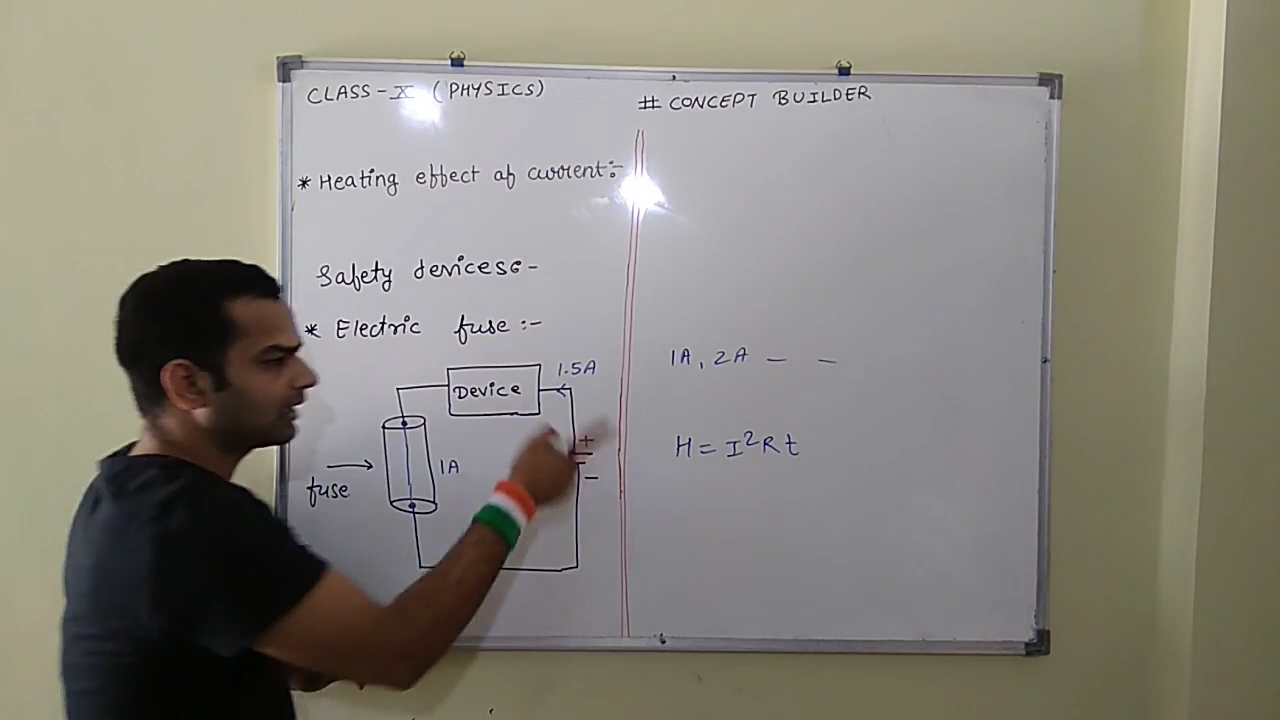 CLASS-X (PHYSICS)
# CONCEPT BUILDER
* Heating effect of current:-
Safety devices:-
* Electric fuse :-
1.5A
Device
+
-
1A
fuse
1A, 2A - -
H = I²Rt